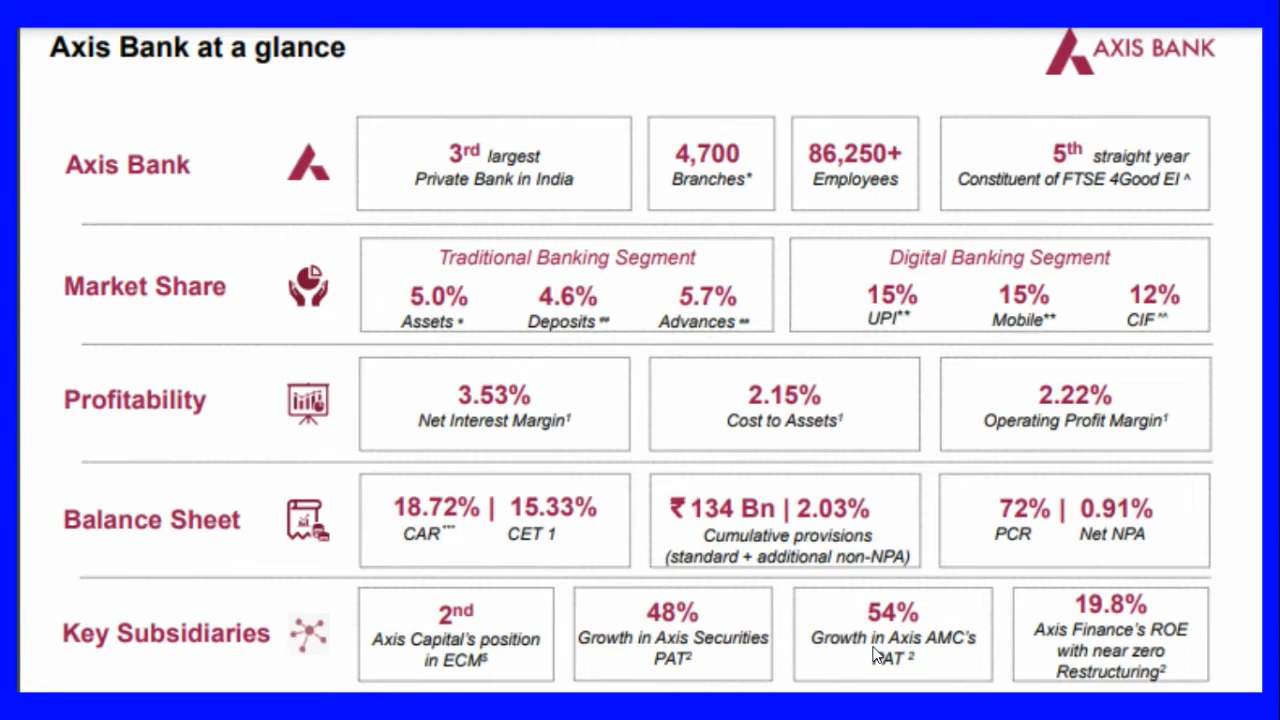 Axis Bank at a glance
AXIS BANK
Axis Bank
3rd largest
Private Bank in India
4,700
Branches*
86,250+
Employees
5th straight year
Constituent of FTSE 4Good EI ^
Market Share
Traditional Banking Segment
5.0% 4.6% 5.7%
Assets * Deposits ## Advances ##
Digital Banking Segment
15% 15% 12%
UPI** Mobile** CIF^^
Profitability
3.53%
Net Interest Margin¹
2.15%
Cost to Assets¹
2.22%
Operating Profit Margin¹
Balance Sheet
18.72% | 15.33%
CAR*** CET 1
₹ 134 Bn | 2.03%
Cumulative provisions
(standard + additional non-NPA)
72% | 0.91%
PCR Net NPA
Key Subsidiaries
2nd
Axis Capital's position
in ECM$
48%
Growth in Axis Securities
PAT²
54%
Growth in Axis AMC's
PAT ²
19.8%
Axis Finance's ROE
with near zero
Restructuring²